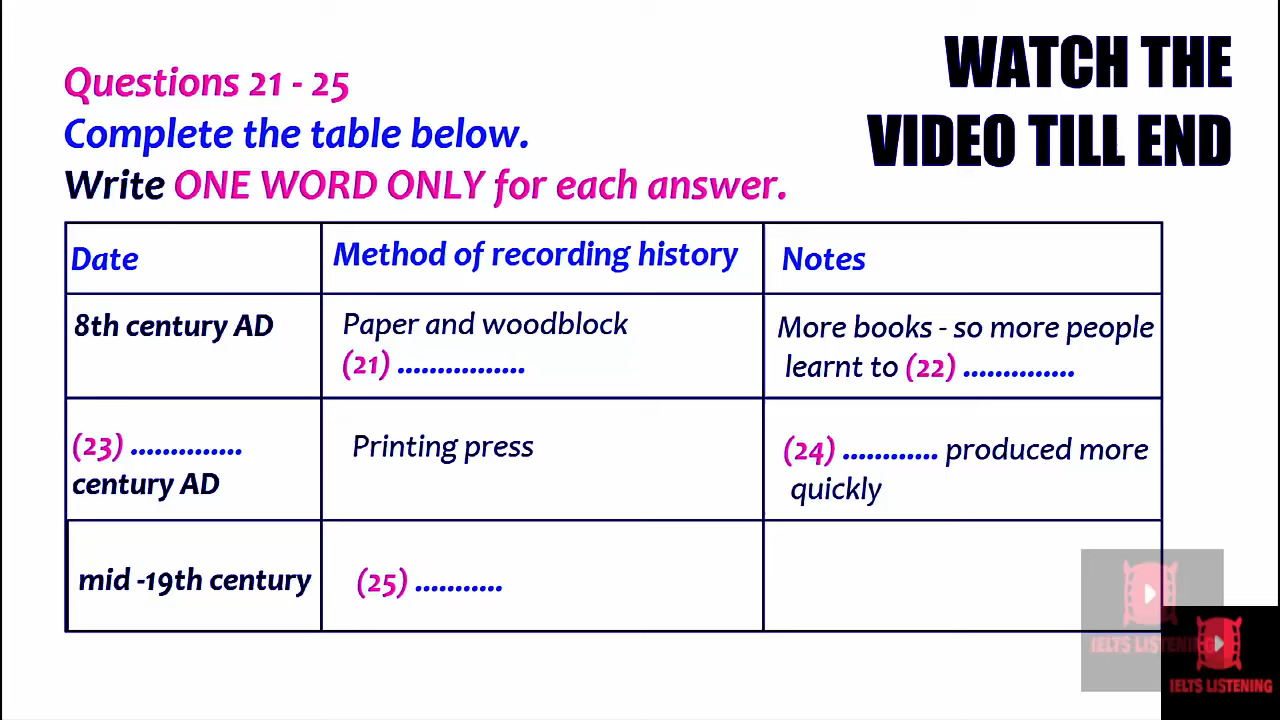 WATCH THE
VIDEO TILL END
Questions 21 - 25
Complete the table below.
Write ONE WORD ONLY for each answer.
Date
Method of recording history
Notes
8th century AD
Paper and woodblock
(21) ................
More books - so more people
learnt to (22) ..............
(23) ..............
century AD
Printing press
(24) ............ produced more
quickly
mid -19th century
(25) ...........
IELTS LISTENING
IELTS LISTENING